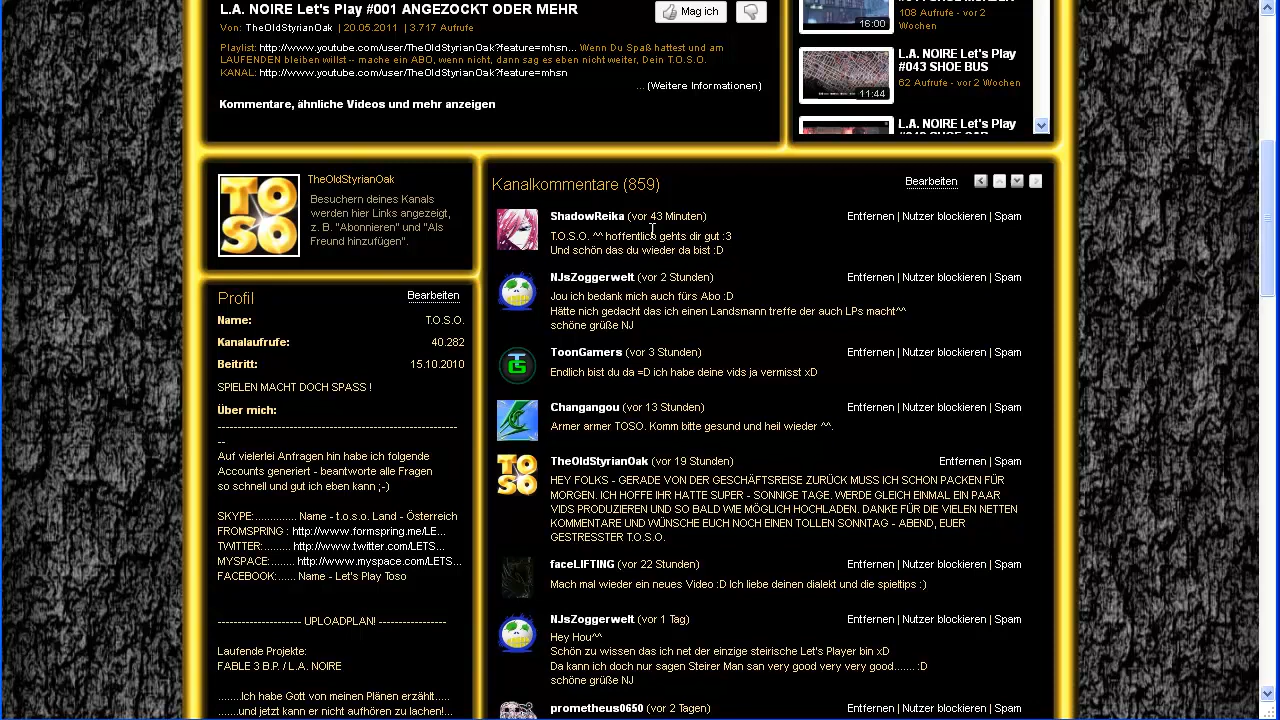 L.A. NOIRE Let's Play #001 ANGEZOCKT ODER MEHR
Mag ich
Von: TheOldStyrianOak | 20.05.2011 | 3.717 Aufrufe
Playlist: http://www.youtube.com/user/TheOldStyrianOak?feature=mhsn... Wenn Du Spaß hattest und am
LAUFENDEN bleiben willst -- mache ein ABO, wenn nicht, dann sag es eben nicht weiter, Dein T.O.S.O.
KANAL: http://www.youtube.com/user/TheOldStyrianOak?feature=mhsn
... (Weitere Informationen)
Kommentare, ähnliche Videos und mehr anzeigen
16:00
108 Aufrufe - vor 2
Wochen
L.A. NOIRE Let's Play
#043 SHOE BUS
62 Aufrufe - vor 2 Wochen
11:44
L.A. NOIRE Let's Play
TOSO
TheOldStyrianOak
Besuchern deines Kanals
werden hier Links angezeigt,
z. B. "Abonnieren" und "Als
Freund hinzufügen".
Profil
Bearbeiten
Name: T.O.S.O.
Kanalaufrufe: 40.282
Beitritt: 15.10.2010
SPIELEN MACHT DOCH SPASS !
Über mich:
------------------------------------------------------------
--
Auf vielerlei Anfragen hin habe ich folgende
Accounts generiert - beantworte alle Fragen
so schnell und gut ich eben kann ;-)
SKYPE:............. Name - t.o.s.o. Land - Österreich
FROMSPRING : http://www.formspring.me/LE...
TWITTER:......... http://www.twitter.com/LETS...
MYSPACE:........ http://www.myspace.com/LETS...
FACEBOOK:...... Name - Let's Play Toso
--------------------- UPLOADPLAN! -----------------
Laufende Projekte:
FABLE 3 B.P. / L.A. NOIRE
........Ich habe Gott von meinen Plänen erzählt.....
......und jetzt kann er nicht aufhören zu lachen!...
Kanalkommentare (859)
Bearbeiten
ShadowReika (vor 43 Minuten)
Entfernen | Nutzer blockieren | Spam
T.O.S.O. ^^ hoffentlich gehts dir gut :3
Und schön das du wieder da bist :D
NJsZoggerwelt (vor 2 Stunden)
Entfernen | Nutzer blockieren | Spam
Jou ich bedank mich auch fürs Abo :D
Hätte nich gedacht das ich einen Landsmann treffe der auch LPs macht^^
schöne grüße NJ
ToonGamers (vor 3 Stunden)
Entfernen | Nutzer blockieren | Spam
Endlich bist du da =D ich habe deine vids ja vermisst xD
Changangou (vor 13 Stunden)
Entfernen | Nutzer blockieren | Spam
Armer armer TOSO. Komm bitte gesund und heil wieder ^^.
TOSO
TheOldStyrianOak (vor 19 Stunden)
Entfernen | Spam
HEY FOLKS - GERADE VON DER GESCHÄFTSREISE ZURÜCK MUSS ICH SCHON PACKEN FÜR
MORGEN. ICH HOFFE IHR HATTE SUPER - SONNIGE TAGE. WERDE GLEICH EINMAL EIN PAAR
VIDS PRODUZIEREN UND SO BALD WIE MÖGLICH HOCHLADEN. DANKE FÜR DIE VIELEN NETTEN
KOMMENTARE UND WÜNSCHE EUCH NOCH EINEN TOLLEN SONNTAG - ABEND, EUER
GESTRESSTER T.O.S.O.
faceLIFTING (vor 22 Stunden)
Entfernen | Nutzer blockieren | Spam
Mach mal wieder ein neues Video :D Ich liebe deinen dialekt und die spieltips :)
NJsZoggerwelt (vor 1 Tag)
Entfernen | Nutzer blockieren | Spam
Hey Hou^^
Schön zu wissen das ich net der einzige steirische Let's Player bin xD
Da kann ich doch nur sagen Steirer Man san very good very very good....... :D
schöne grüße NJ
prometheus0650 (vor 2 Tagen)
Entfernen | Nutzer blockieren | Spam